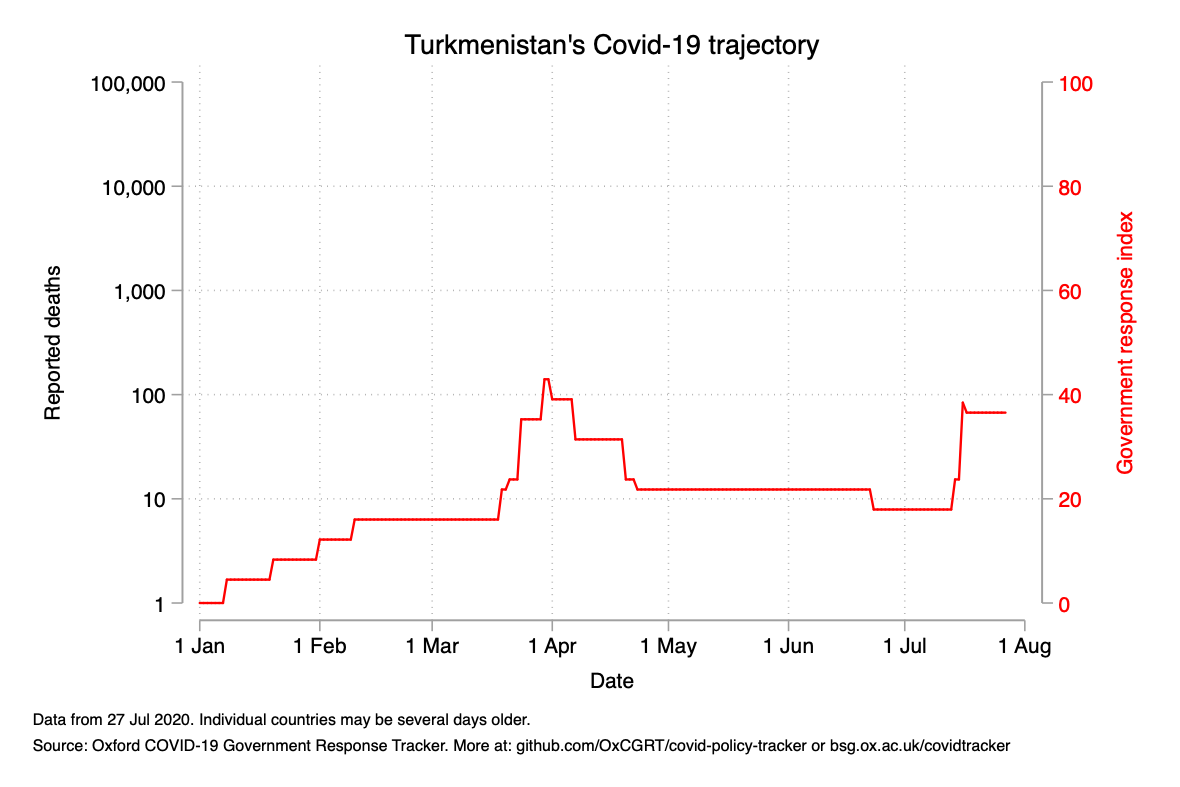 Turkmenistan's Covid-19 trajectory
100,000
10,000
1,000
100
10
1
Reported deaths
100
80
60
40
20
0
Government response index
1 Jan 1 Feb 1 Mar 1 Apr 1 May 1 Jun 1 Jul 1 Aug
Date
Data from 27 Jul 2020. Individual countries may be several days older.
Source: Oxford COVID-19 Government Response Tracker. More at: github.com/OxCGRT/covid-policy-tracker or bsg.ox.ac.uk/covidtracker